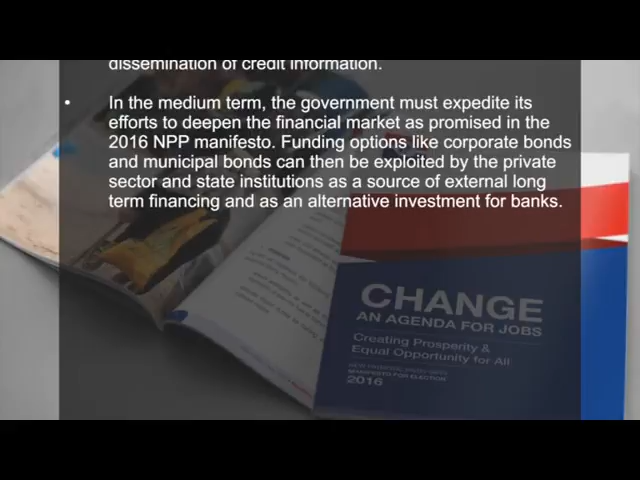 dissemination of credit information.
• In the medium term, the government must expedite its
efforts to deepen the financial market as promised in the
2016 NPP manifesto. Funding options like corporate bonds
and municipal bonds can then be exploited by the private
sector and state institutions as a source of external long
term financing and as an alternative investment for banks.
CHANGE
AN AGENDA FOR JOBS
Creating Prosperity &
Equal Opportunity for All
MANIFESTO FOR ELECTION
2016